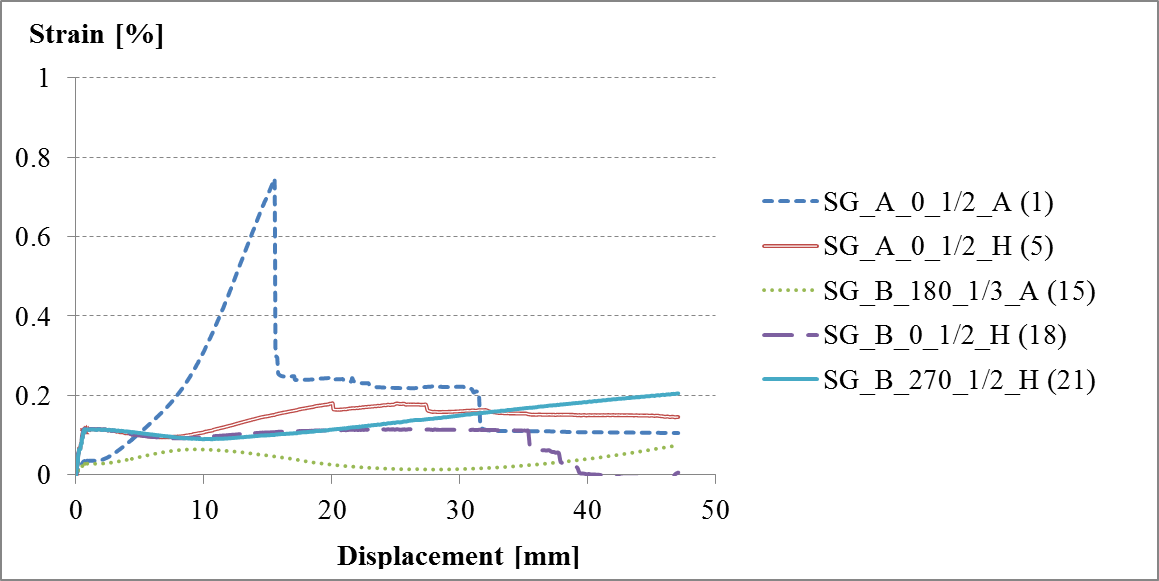 Strain [%]
1
0.8
0.6
0.4
0.2
0
0 10 20 30 40 50
Displacement [mm]
SG_A_0_1/2_A (1)
SG_A_0_1/2_H (5)
SG_B_180_1/3_A (15)
SG_B_0_1/2_H (18)
SG_B_270_1/2_H (21)